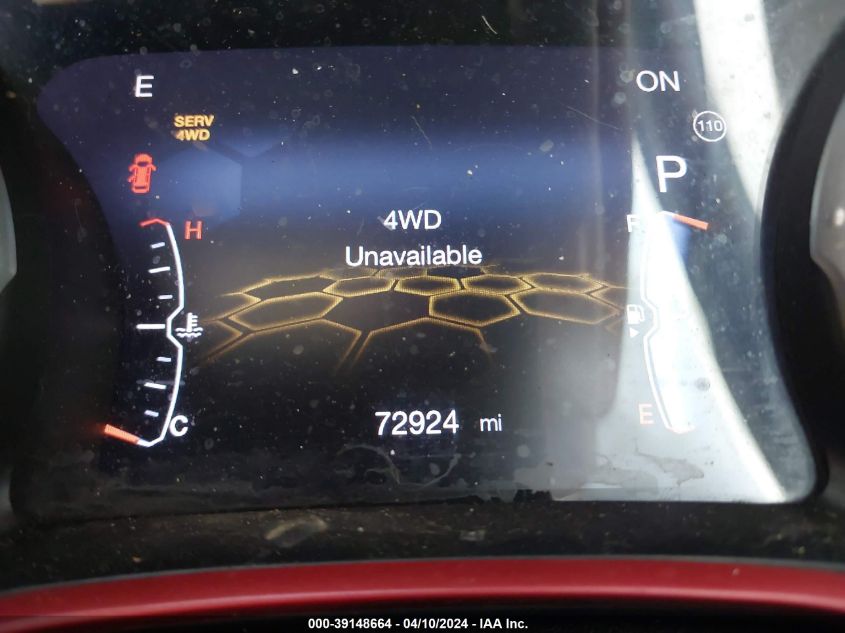 E
ON
SERV
4WD
110
P
H
F
4WD
Unavailable
C
E
72924 mi
000-39148664 - 04/10/2024 - IAA Inc.